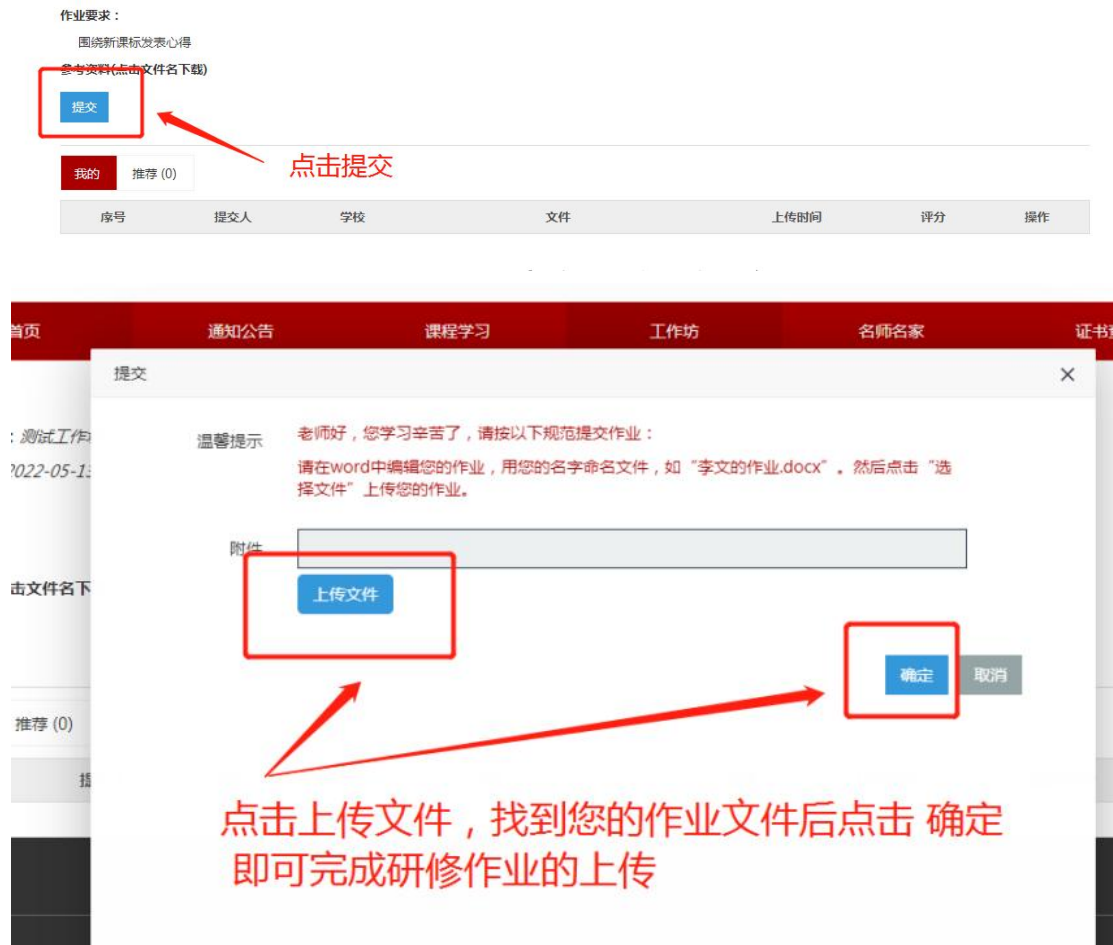 作业要求：
围绕新课标发表心得
参考资料(点击文件名下载)
提交
点击提交
我的 推荐 (0)
序号 提交人 学校 文件 上传时间 评分 操作
首页 通知公告 课程学习 工作坊 名师名家 证书
提交 ×
: 测试工作
2022-05-1
温馨提示
老师好，您学习辛苦了，请按以下规范提交作业：
请在word中编辑您的作业，用您的名字命名文件，如“李文的作业.docx”。然后点击“选
择文件”上传您的作业。
附件
击文件名下
上传文件
确定 取消
推荐 (0)
点击上传文件，找到您的作业文件后点击 确定
即可完成研修作业的上传